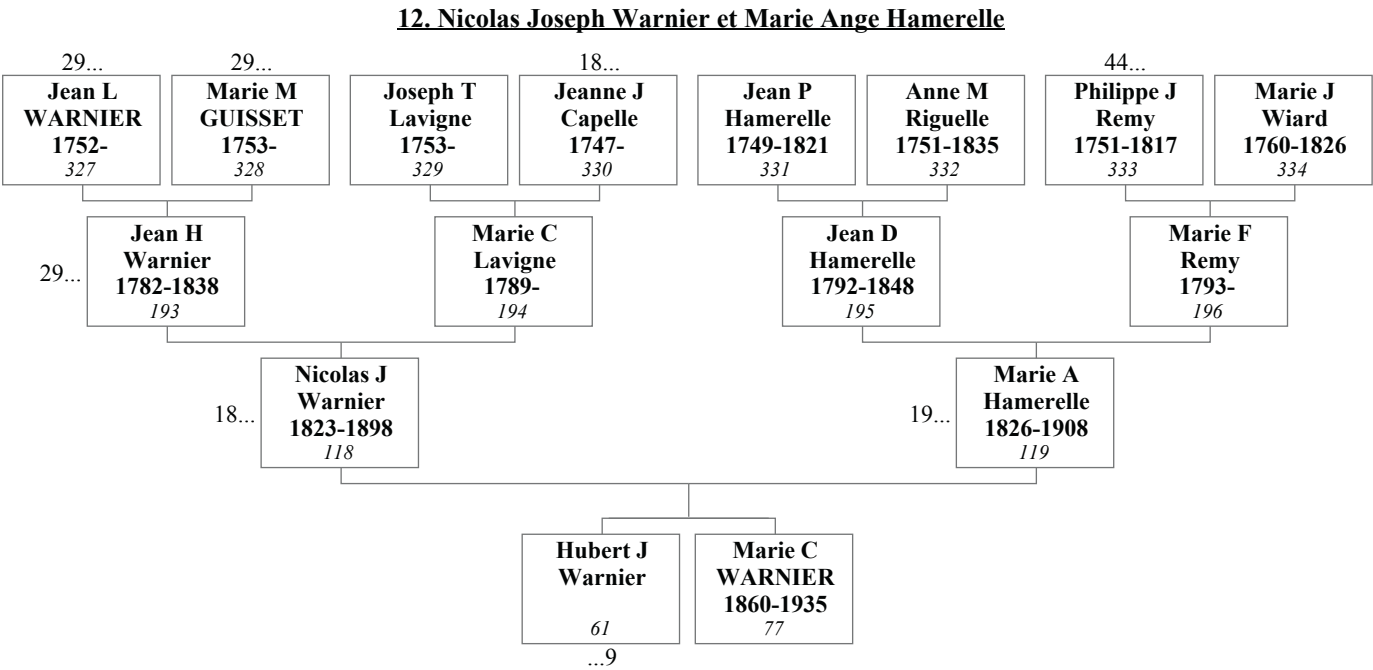 12. Nicolas Joseph Warnier et Marie Ange Hamerelle
29...
29...
18...
44...
Jean L
WARNIER
1752-
327
Marie M
GUISSET
1753-
328
Joseph T
Lavigne
1753-
329
Jeanne J
Capelle
1747-
330
Jean P
Hamerelle
1749-1821
331
Anne M
Riguelle
1751-1835
332
Philippe J
Remy
1751-1817
333
Marie J
Wiard
1760-1826
334
29...
Jean H
Warnier
1782-1838
193
Marie C
Lavigne
1789-
194
Jean D
Hamerelle
1792-1848
195
Marie F
Remy
1793-
196
18...
Nicolas J
Warnier
1823-1898
118
19...
Marie A
Hamerelle
1826-1908
119
Hubert J
Warnier
61
Marie C
WARNIER
1860-1935
77
...9